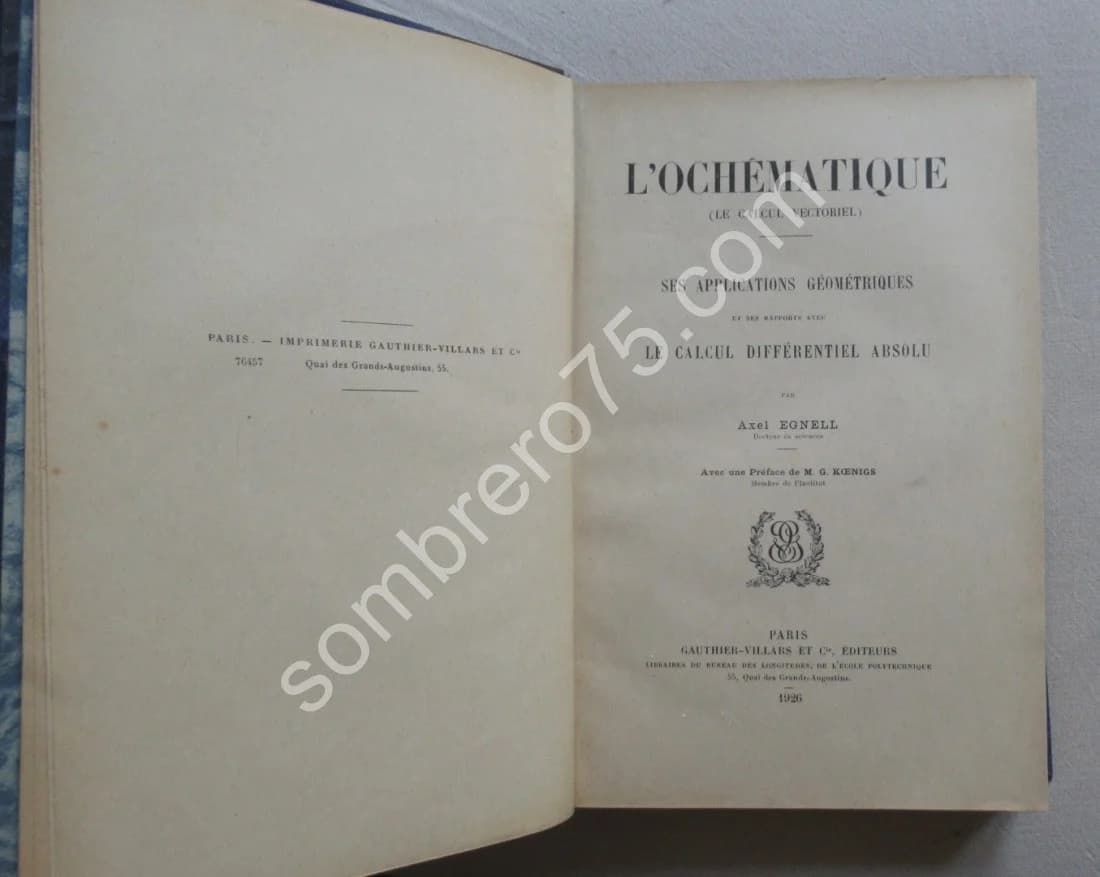 PARIS. — IMPRIMERIE GAUTHIER-VILLARS ET Cie
76457 Quai des Grands-Augustins, 55.
L'OCHÉMATIQUE
(LE CALCUL VECTORIEL)
SES APPLICATIONS GÉOMÉTRIQUES
ET SES RAPPORTS AVEC
LE CALCUL DIFFÉRENTIEL ABSOLU
PAR
Axel EGNELL
Docteur ès sciences
Avec une Préface de M. G. KŒNIGS
Membre de l'Institut
PARIS
GAUTHIER-VILLARS ET Cie, ÉDITEURS
LIBRAIRES DU BUREAU DES LONGITUDES, DE L'ÉCOLE POLYTECHNIQUE
55, Quai des Grands-Augustins.
1926
sombrero75.com